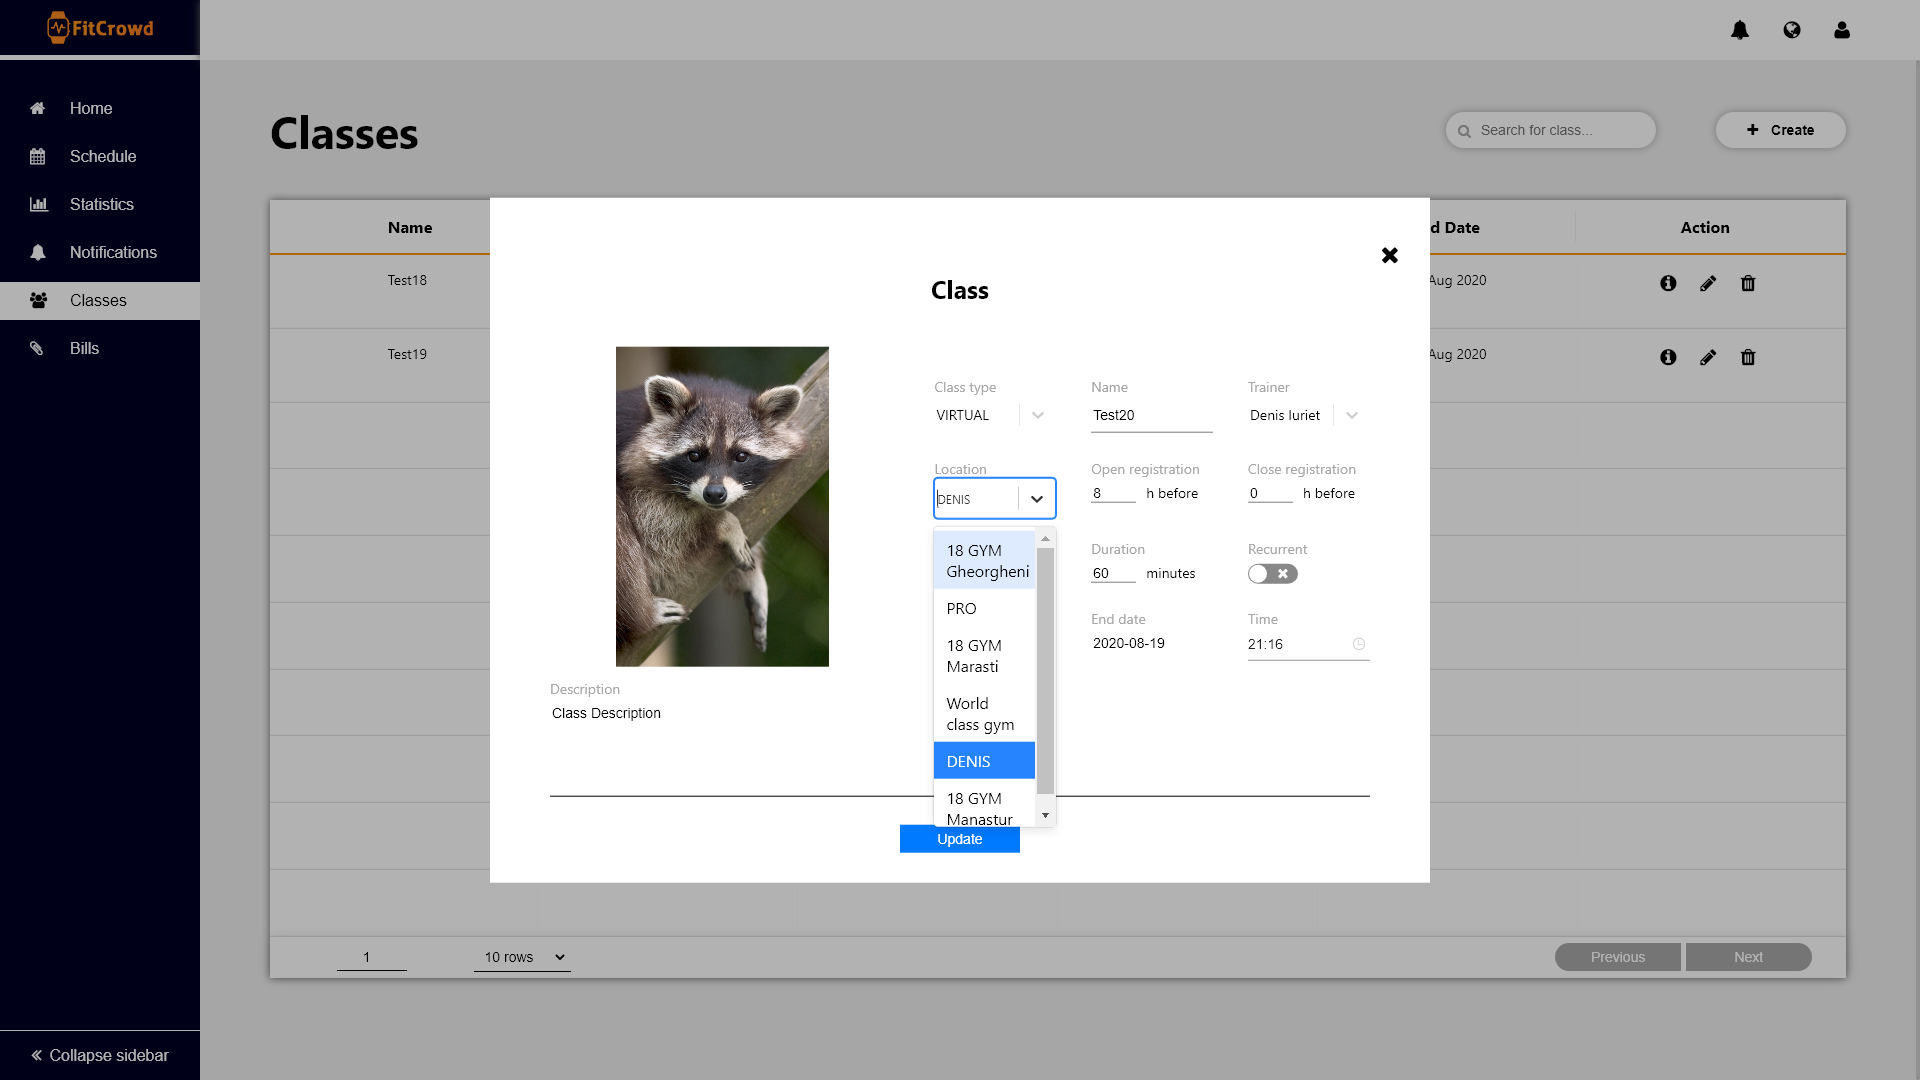 FitCrowd
Home
Schedule
Statistics
Notifications
Classes
Bills
Collapse sidebar
Classes
Search for class...
Create
Name
d Date
Action
Test18
Aug 2020
Test19
Aug 2020
Class
Class type
VIRTUAL
Name
Test20
Trainer
Denis Iuriet
Location
DENIS
Open registration
8 h before
Close registration
0 h before
18 GYM
Gheorgheni
PRO
18 GYM
Marasti
World
class gym
DENIS
18 GYM
Manastur
Duration
60 minutes
Recurrent
End date
2020-08-19
Time
21:16
Description
Class Description
Update
1
10 rows
Previous
Next